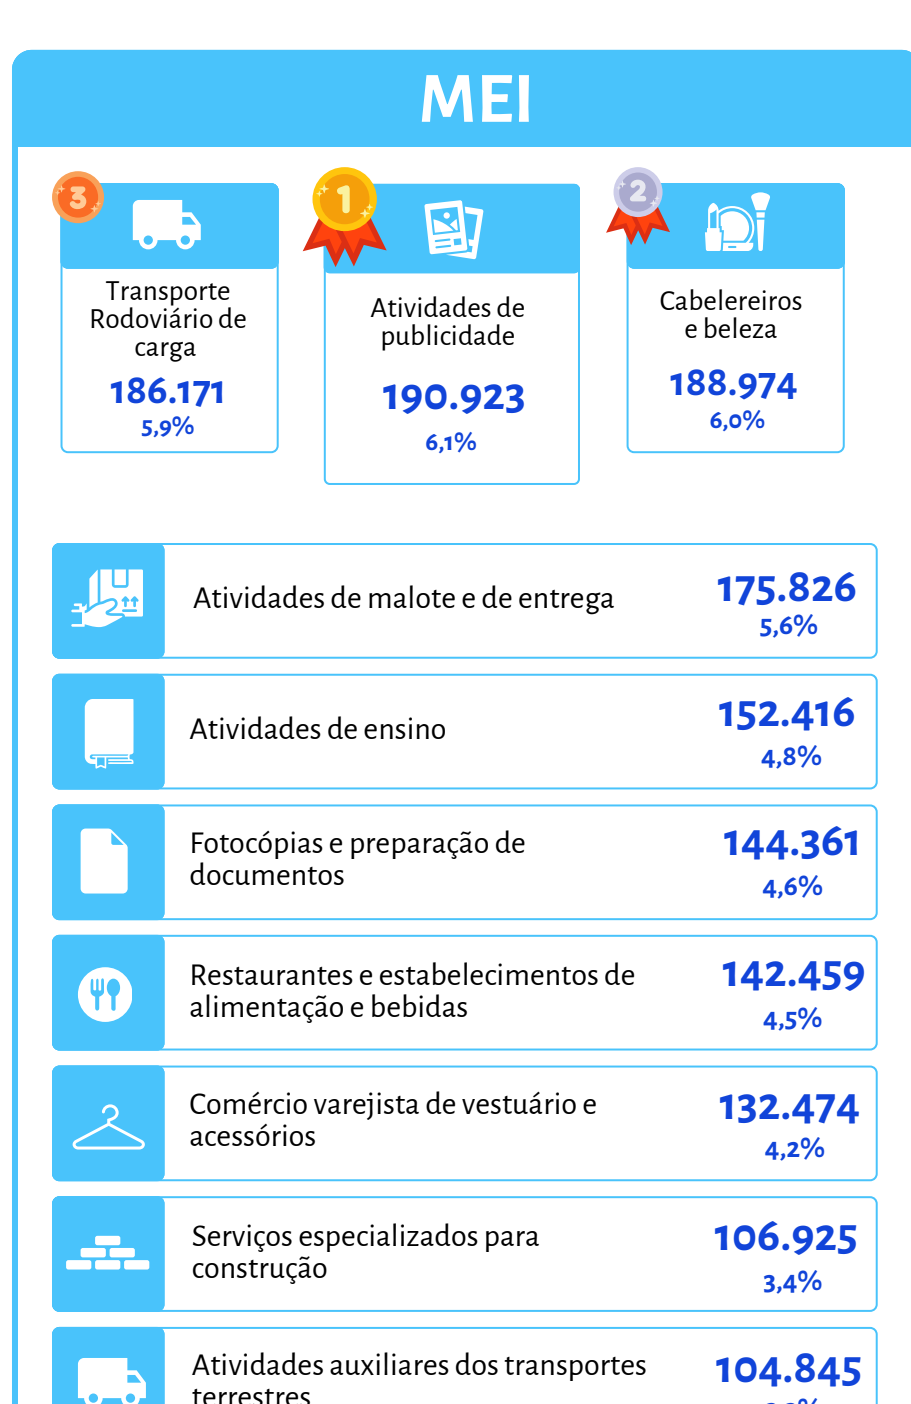 MEI
3
Transporte
Rodoviário de
carga
186.171
5,9%
1
Atividades de
publicidade
190.923
6,1%
2
Cabelereiros
e beleza
188.974
6,0%
Atividades de malote e de entrega
175.826
5,6%
Atividades de ensino
152.416
4,8%
Fotocópias e preparação de
documentos
144.361
4,6%
Restaurantes e estabelecimentos de
alimentação e bebidas
142.459
4,5%
Comércio varejista de vestuário e
acessórios
132.474
4,2%
Serviços especializados para
construção
106.925
3,4%
Atividades auxiliares dos transportes
terrestres
104.845